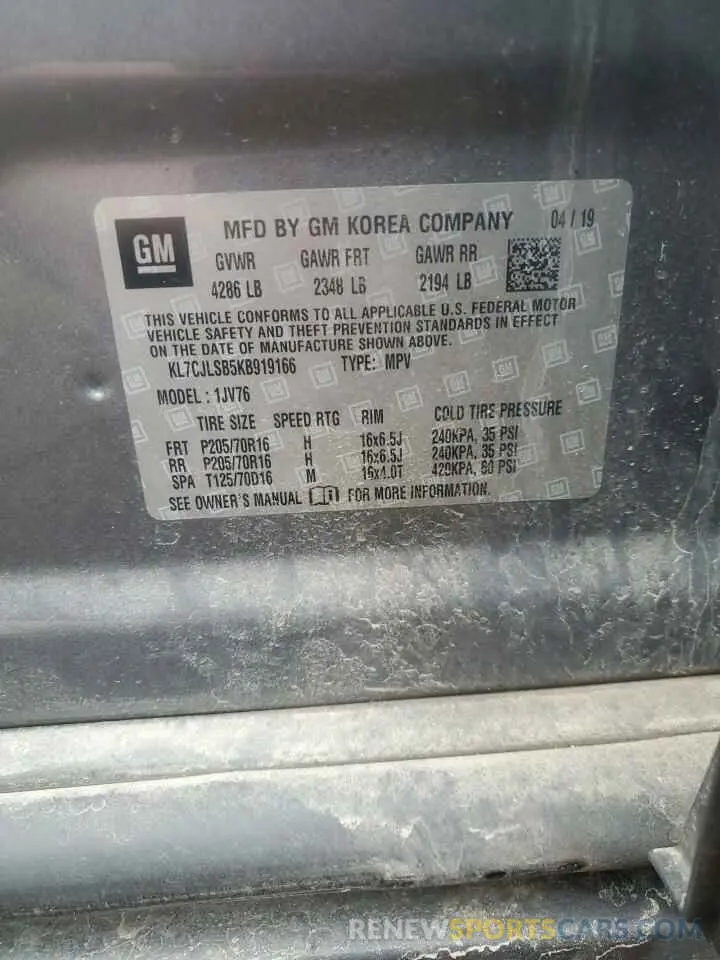 GM
MFD BY GM KOREA COMPANY 04 / 19
GVWR GAWR FRT GAWR RR
4286 LB 2348 LB 2194 LB
THIS VEHICLE CONFORMS TO ALL APPLICABLE U.S. FEDERAL MOTOR
VEHICLE SAFETY AND THEFT PREVENTION STANDARDS IN EFFECT
ON THE DATE OF MANUFACTURE SHOWN ABOVE.
KL7CJLSB5KB919166 TYPE: MPV
MODEL : 1JV76
TIRE SIZE SPEED RTG RIM COLD TIRE PRESSURE
FRT P205/70R16 H 16x6.5J 240KPA, 35 PSI
RR P205/70R16 H 16x6.5J 240KPA, 35 PSI
SPA T125/70D16 M 16x4.0T 420KPA, 60 PSI
SEE OWNER'S MANUAL FOR MORE INFORMATION.
RENEWSPORTSCARS.COM